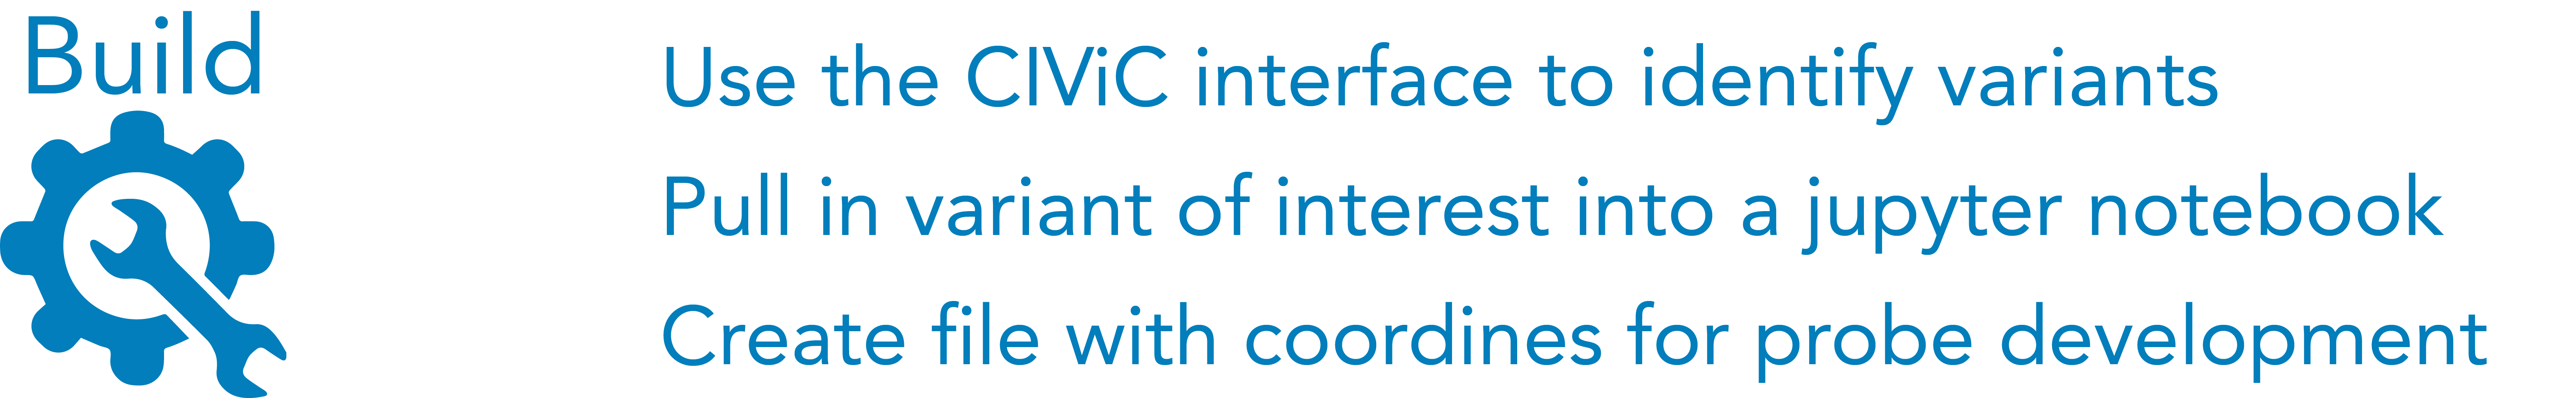 Build
Use the CIViC interface to identify variants
Pull in variant of interest into a jupyter notebook
Create file with coordines for probe development